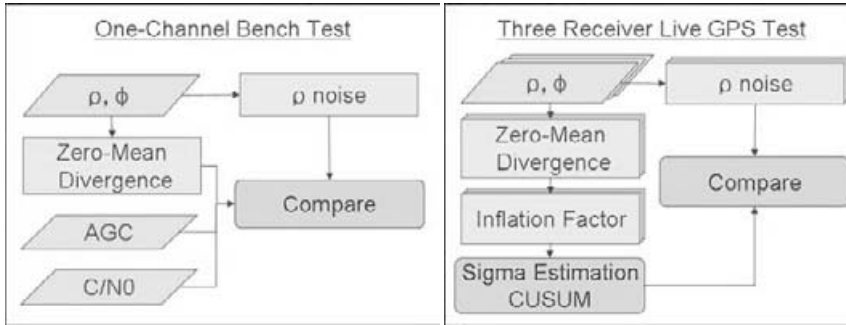 One-Channel Bench Test
ρ, ϕ
ρ noise
Zero-Mean
Divergence
Compare
AGC
C/N0
Three Receiver Live GPS Test
ρ, ϕ
ρ noise
Zero-Mean
Divergence
Compare
Inflation Factor
Sigma Estimation
CUSUM